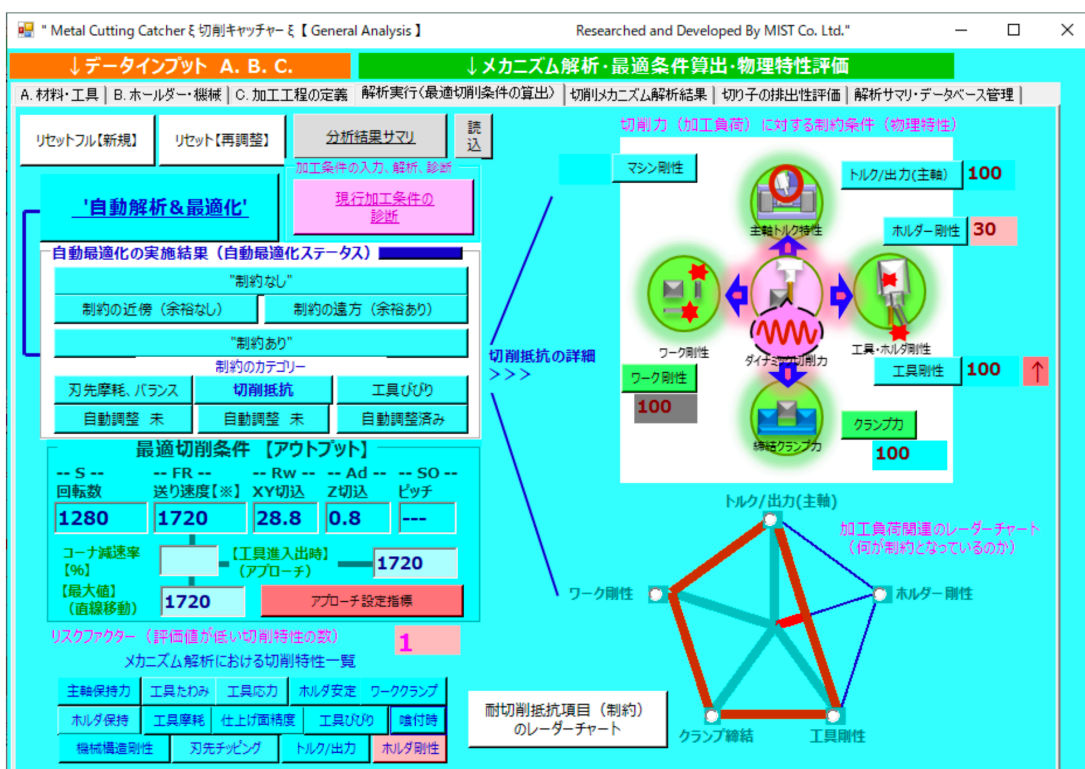 " Metal Cutting Catcher ξ 切削キャッチャー ξ【 General Analysis 】 Researched and Developed By MIST Co. Ltd."
↓データインプット A. B. C.
↓メカニズム解析・最適条件算出・物理特性評価
A.材料・工具
B.ホールダー・機械
C.加工工程の定義
解析実行(最適切削条件の算出)
切削メカニズム解析結果
切り子の排出性評価
解析サマリ・データベース管理
リセットフル【新規】
リセット【再調整】
分析結果サマリ
読
込
加工条件の入力、解析、診断
'自動解析&最適化'
現行加工条件の
診断
自動最適化の実施結果（自動最適化ステータス）
"制約なし"
制約の近傍（余裕なし）
制約の遠方（余裕あり）
"制約あり"
制約のカテゴリー
刃先摩耗、バランス
切削抵抗
工具びびり
自動調整 未
自動調整 未
自動調整済み
最適切削条件 【アウトプット】
-- S --
-- FR --
-- Rw --
-- Ad --
-- SO --
回転数
送り速度【※】
XY切込
Z切込
ピッチ
1280
1720
28.8
0.8
---
コーナ減速率
【%】
【工具進入出時】
（アプローチ）
1720
【最大値】
（直線移動）
1720
アプローチ設定指標
リスクファクター（評価値が低い切削特性の数）
1
メカニズム解析における切削特性一覧
主軸保持力
工具たわみ
工具応力
ホルダ安定
ワーククランプ
ホルダ保持
工具摩耗
仕上げ面精度
工具びびり
喰付時
機械構造剛性
刃先チッピング
トルク/出力
ホルダ剛性
切削抵抗の詳細
>>>
切削力（加工負荷）に対する制約条件（物理特性）
マシン剛性
トルク/出力(主軸)
100
主軸トルク特性
ホルダー剛性
30
ワーク剛性
ダイナミック切削力
工具・ホルダ剛性
工具剛性
100
↑
ワーク剛性
100
クランプ力
100
締結クランプ力
トルク/出力(主軸)
加工負荷関連のレーダーチャート
（何が制約となっているのか）
ワーク剛性
ホルダー剛性
クランプ締結
工具剛性
耐切削抵抗項目（制約）
のレーダーチャート